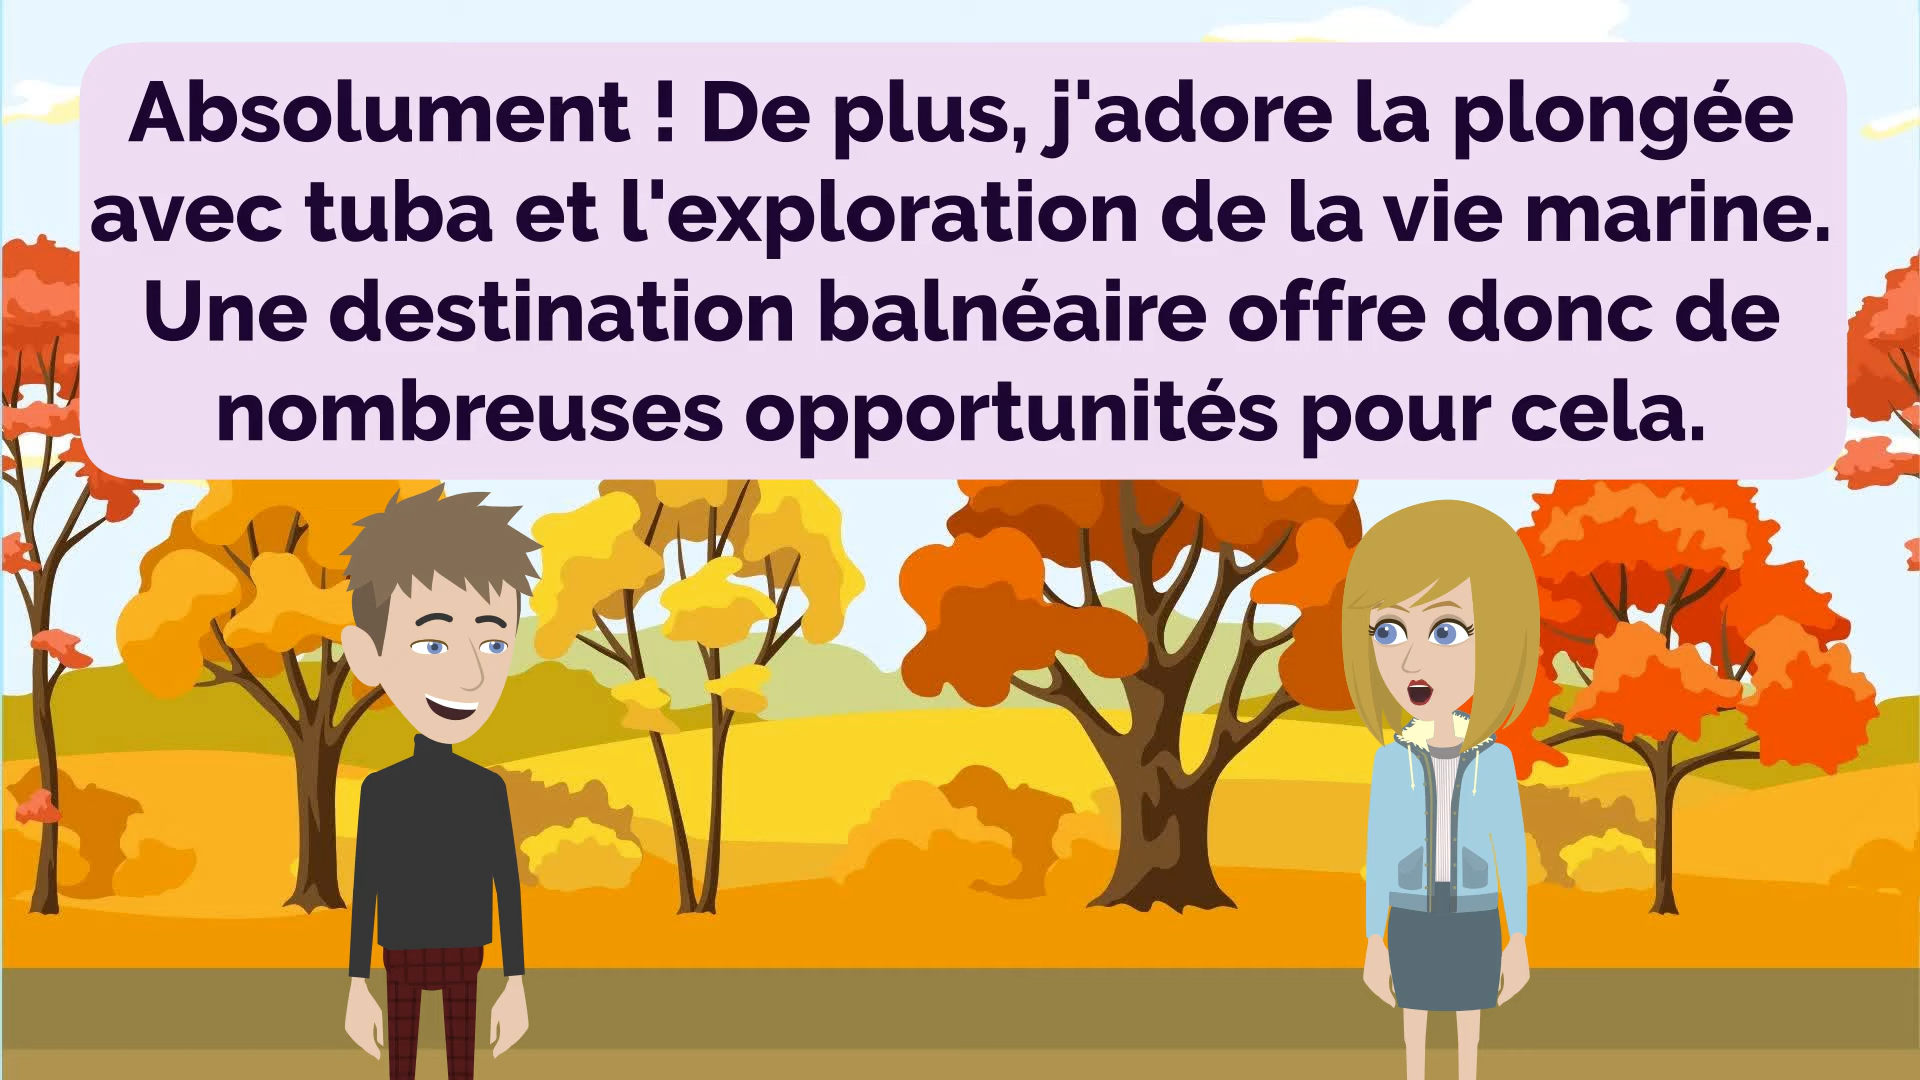 Absolument ! De plus, j'adore la plongée
avec tuba et l'exploration de la vie marine.
Une destination balnéaire offre donc de
nombreuses opportunités pour cela.